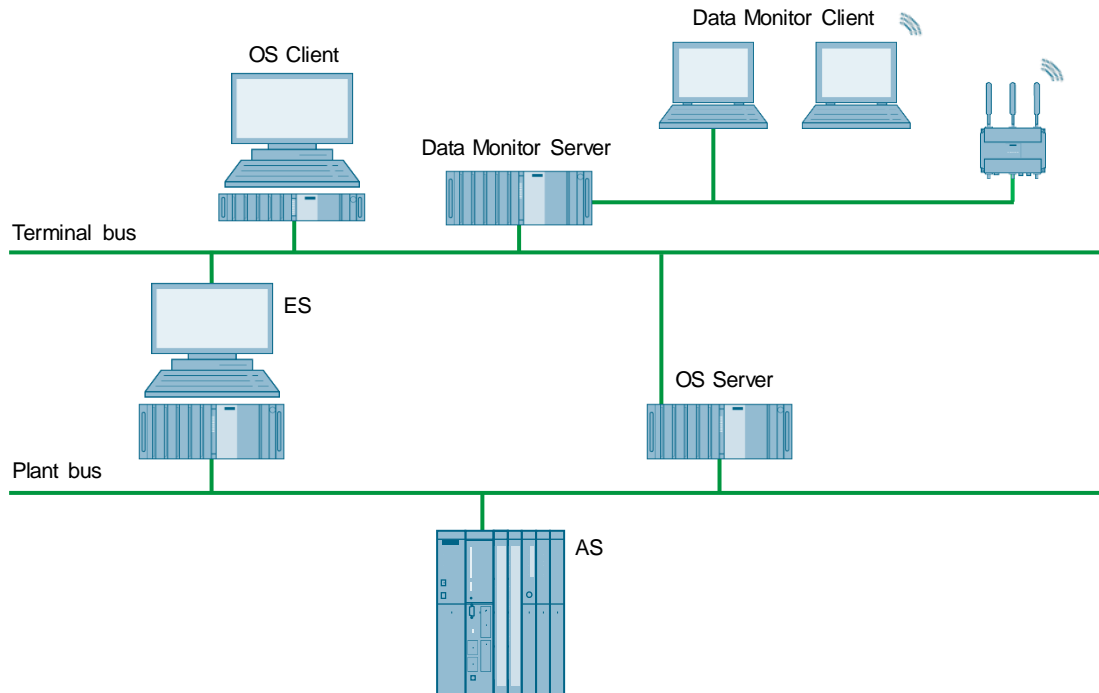 Data Monitor Client
OS Client
Data Monitor Server
Terminal bus
ES
OS Server
Plant bus
AS